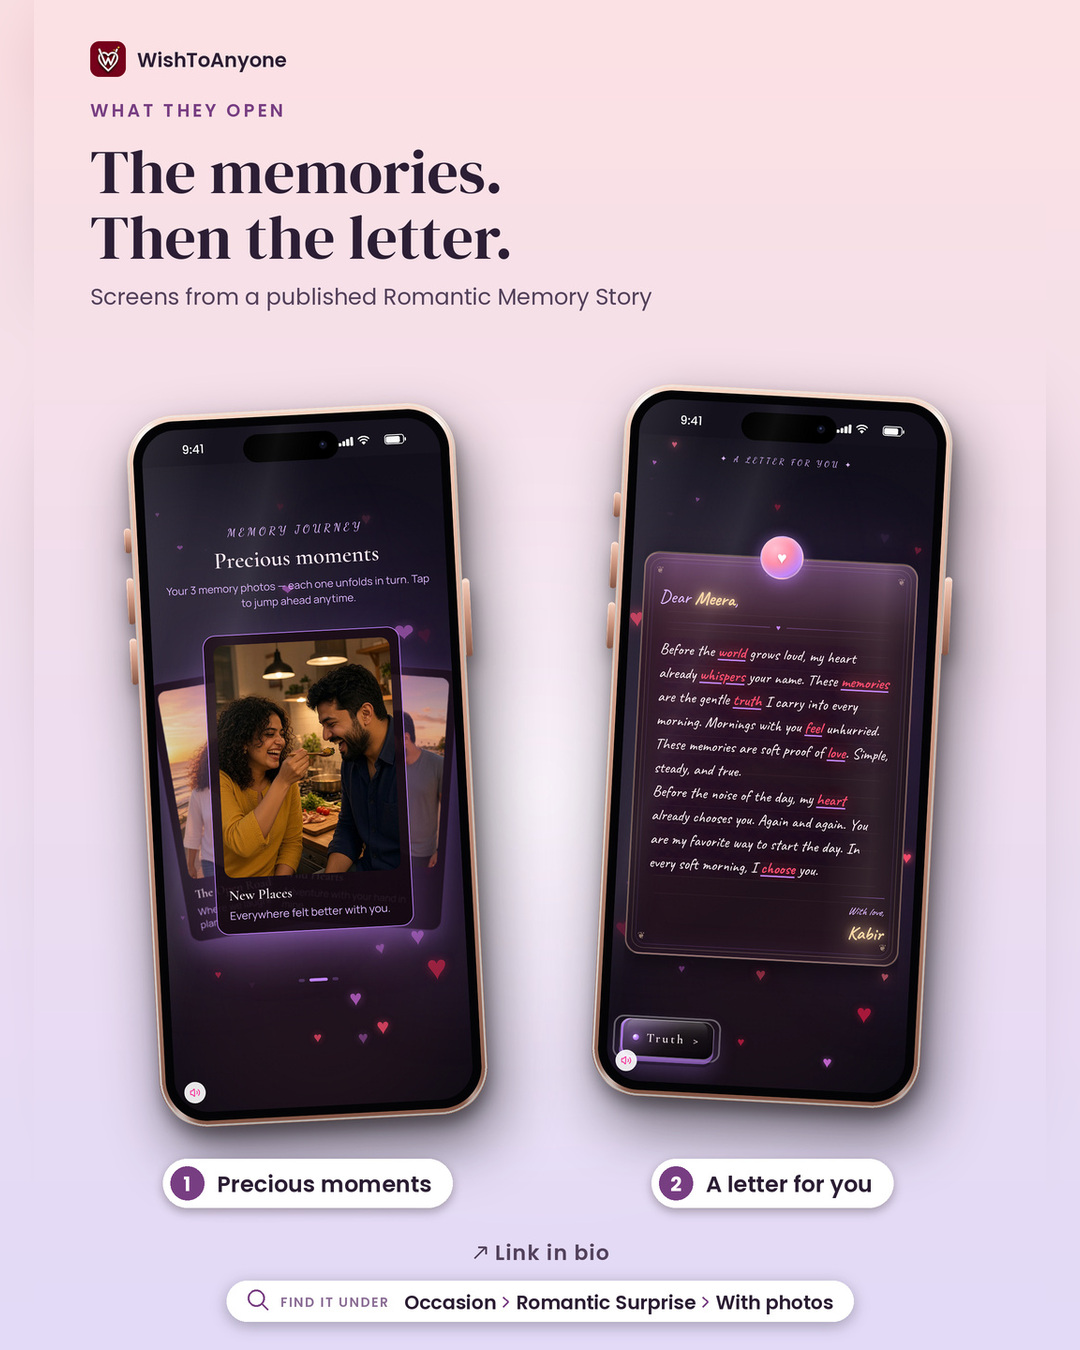 WishToAnyone
WHAT THEY OPEN
The memories.
Then the letter.
Screens from a published Romantic Memory Story
9:41
MEMORY JOURNEY
Precious moments
Your 3 memory photos – each one unfolds in turn. Tap
to jump ahead anytime.
The
Whe
plan
New Places
Everywhere felt better with you.
9:41
A LETTER FOR YOU
Dear Meera,
Before the world grows loud, my heart
already whispers your name. These memories
are the gentle truth I carry into every
morning. Mornings with you feel unhurried.
These memories are soft proof of love. Simple,
steady, and true.
Before the noise of the day, my heart
already chooses you. Again and again. You
are my favorite way to start the day. In
every soft morning, I choose you.
With love,
Kabir
Truth >
1 Precious moments
2 A letter for you
↗ Link in bio
FIND IT UNDER Occasion > Romantic Surprise > With photos